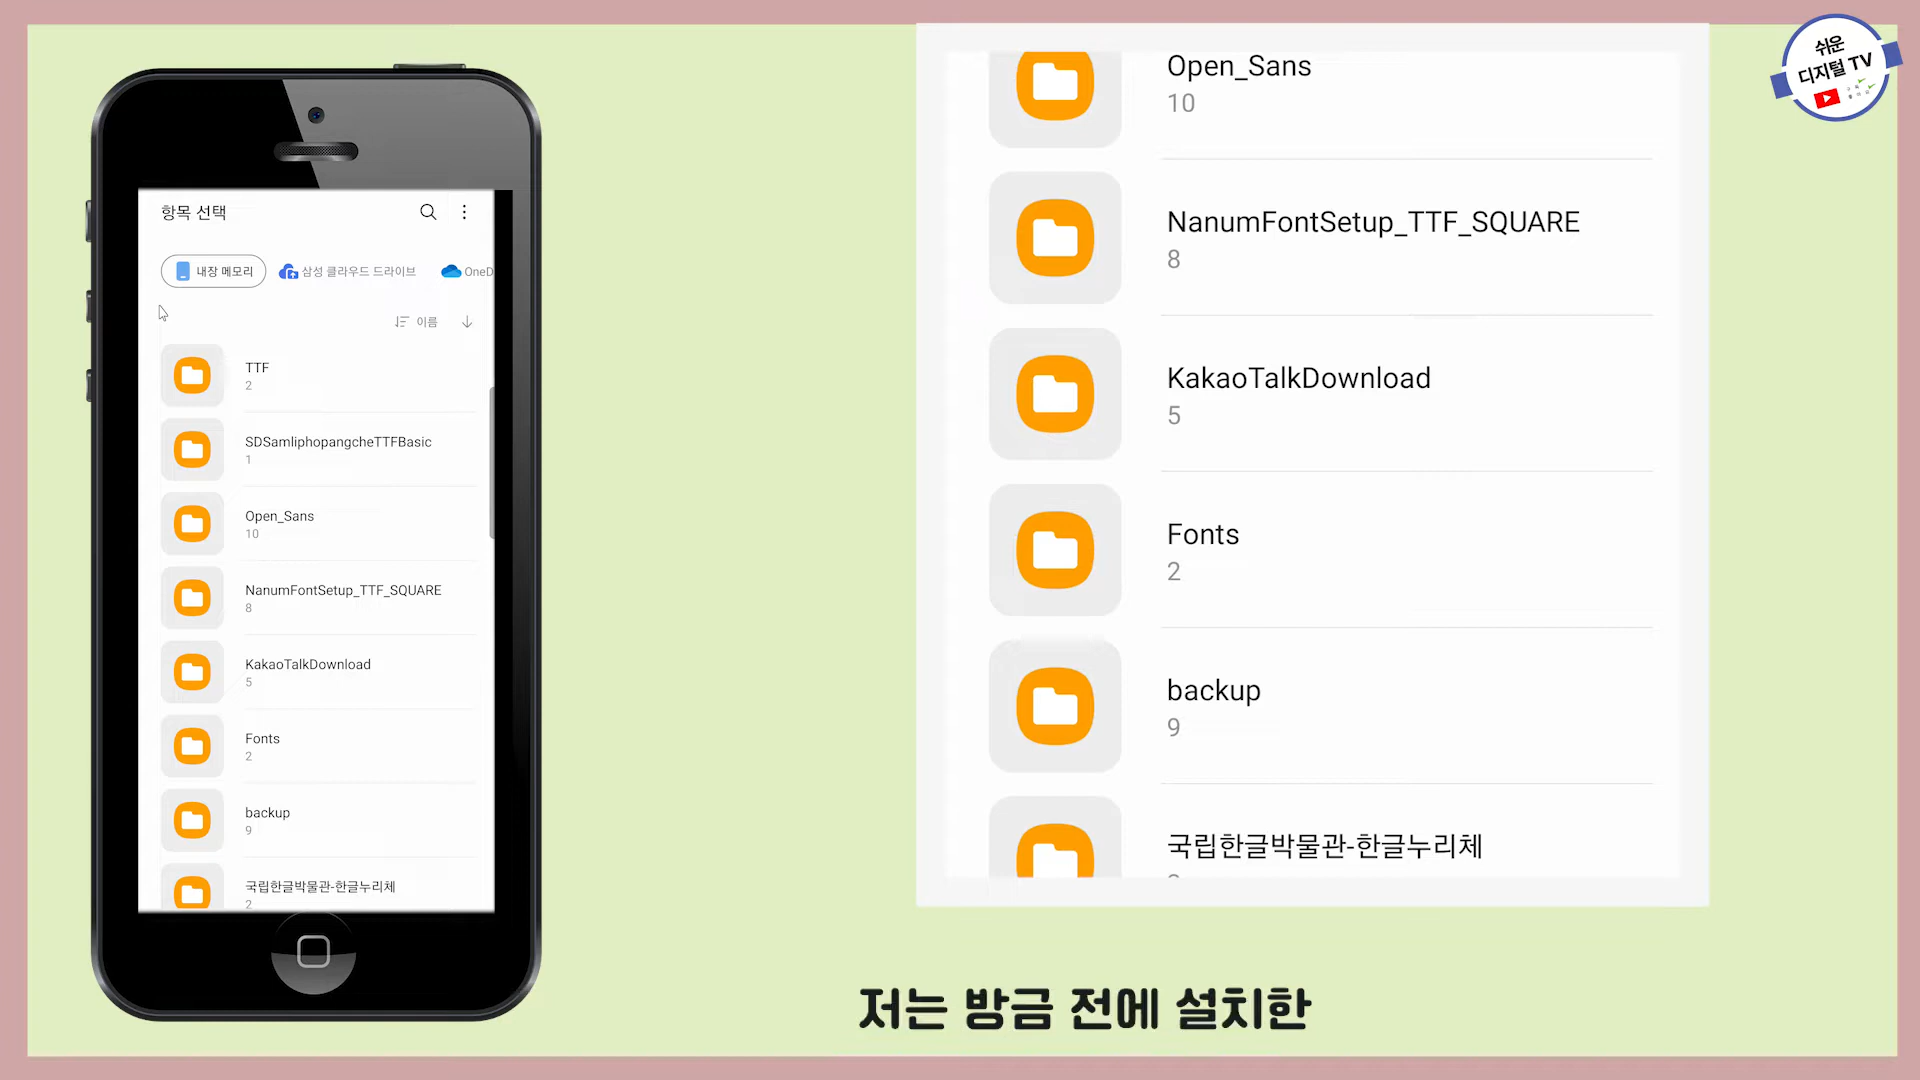 항목 선택
내장 메모리
삼성 클라우드 드라이브
OneD
이름
TTF
2
SDSamliphopangcheTTFBasic
1
Open_Sans
10
NanumFontSetup_TTF_SQUARE
8
KakaoTalkDownload
5
Fonts
2
backup
9
국립한글박물관-한글누리체
2
Open_Sans
10
NanumFontSetup_TTF_SQUARE
8
KakaoTalkDownload
5
Fonts
2
backup
9
국립한글박물관-한글누리체
쉬운
디지털 TV
저는 방금 전에 설치한